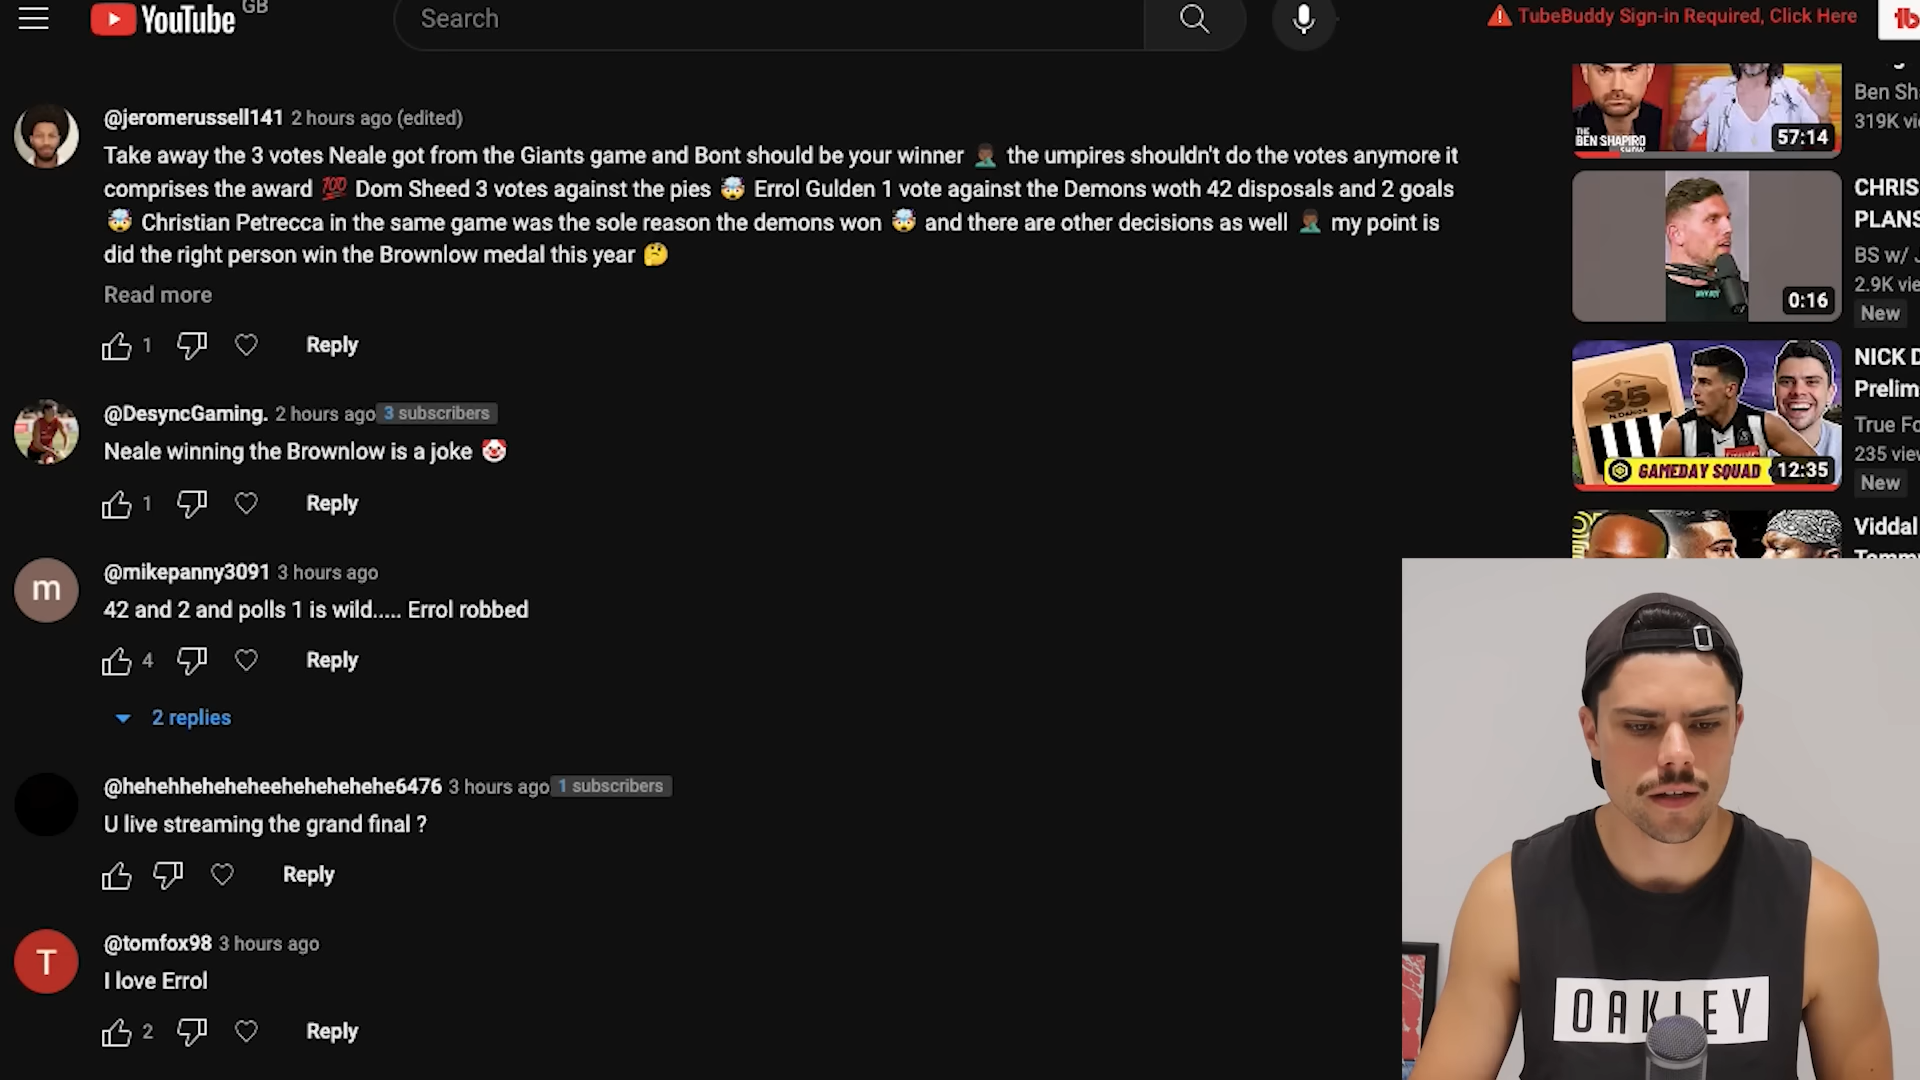 YouTube GB
Search
TubeBuddy Sign-in Required, Click Here
tb
@jeromerussell141 2 hours ago (edited)
Take away the 3 votes Neale got from the Giants game and Bont should be your winner 🤦🏾‍♂️ the umpires shouldn't do the votes anymore it
comprises the award 💯 Dom Sheed 3 votes against the pies 🤯 Errol Gulden 1 vote against the Demons woth 42 disposals and 2 goals
🤯 Christian Petrecca in the same game was the sole reason the demons won 🤯 and there are other decisions as well 🤦🏾‍♂️ my point is
did the right person win the Brownlow medal this year 🤔
Read more
1 Reply
@DesyncGaming. 2 hours ago 3 subscribers
Neale winning the Brownlow is a joke 🤡
1 Reply
@mikepanny3091 3 hours ago
42 and 2 and polls 1 is wild..... Errol robbed
4 Reply
2 replies
@hehehheheheheehehehehehe6476 3 hours ago 1 subscribers
U live streaming the grand final ?
Reply
@tomfox98 3 hours ago
I love Errol
2 Reply
THE
BEN SHAPIRO
SHOW
57:14
Ben Sh
319K vi
0:16
CHRIS
PLANS
BS w/ J
2.9K vie
New
35
N.DAICOS
GAMEDAY SQUAD
12:35
NICK D
Prelim
True Fo
235 view
New
Viddal
Tommy
m
T
OAKLEY